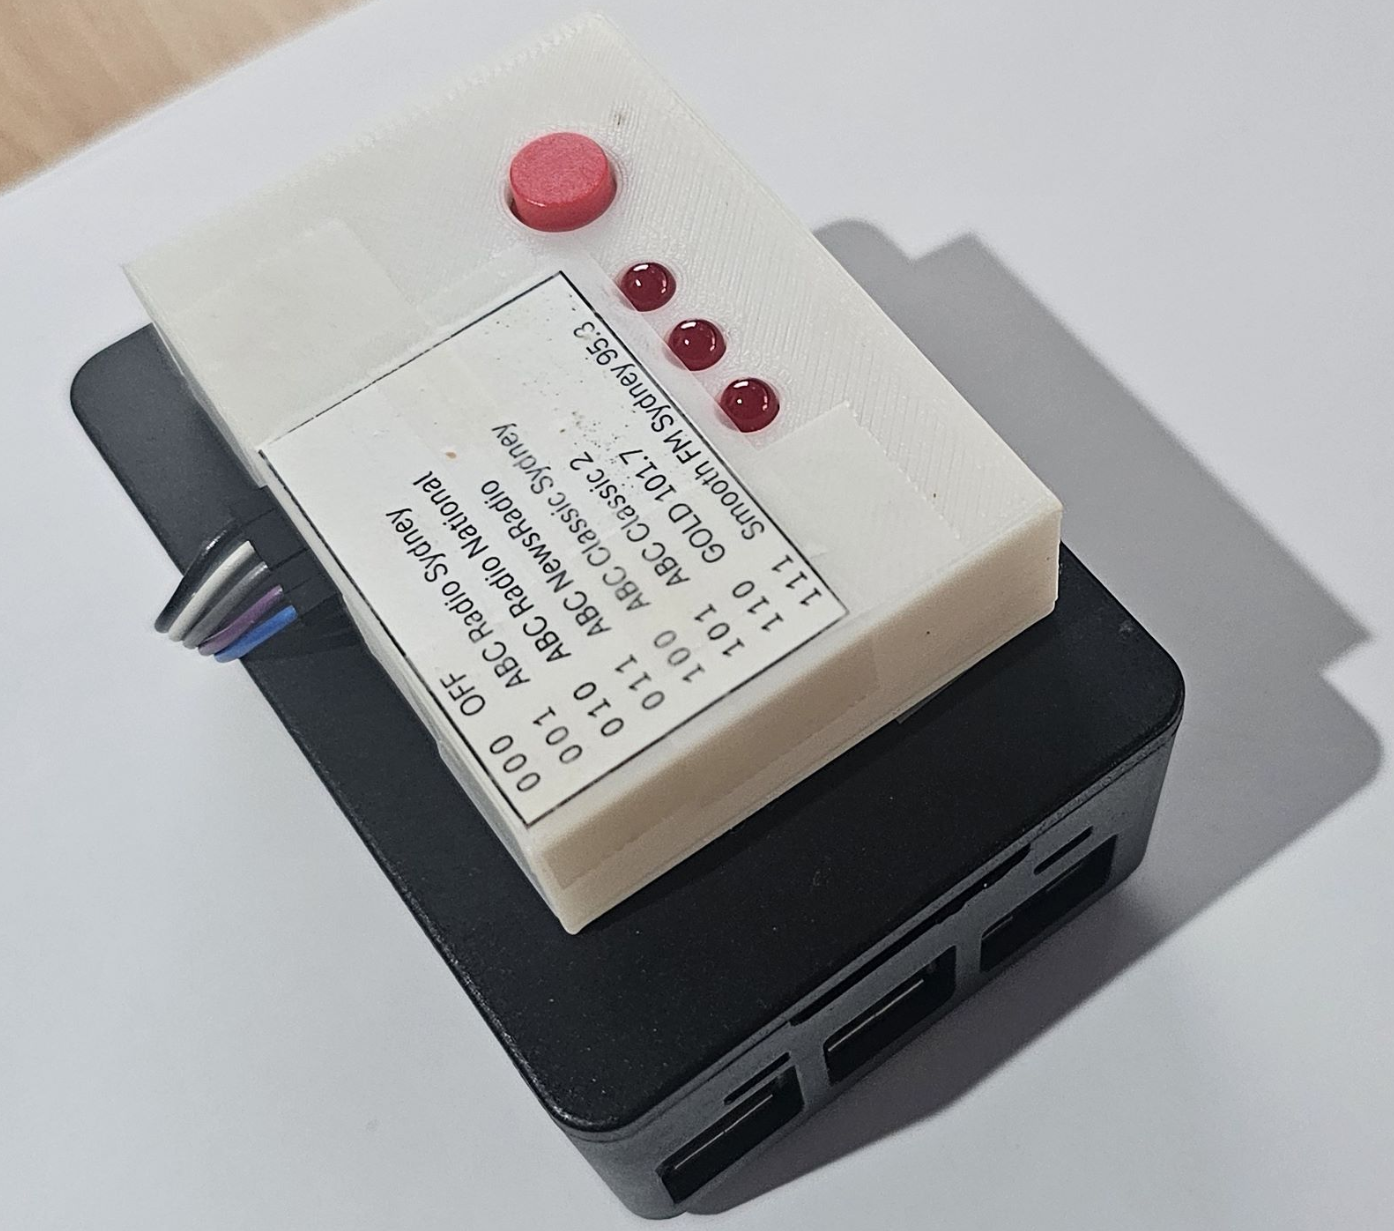 000 OFF
001 ABC Radio Sydney
010 ABC Radio National
011 ABC NewsRadio
100 ABC Classic Sydney
101 ABC Classic 2
110 GOLD 101.7
111 Smooth FM Sydney 95.3